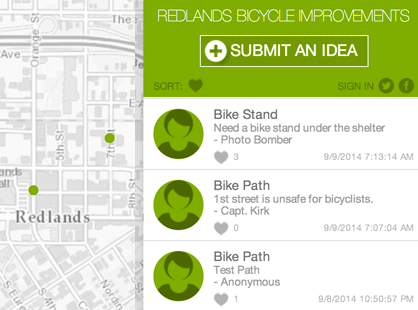 REDLANDS BICYCLE IMPROVEMENTS
SUBMIT AN IDEA
SORT:
SIGN IN
Bike Stand
Need a bike stand under the shelter
- Photo Bomber
3
9/9/2014 7:13:14 AM
Bike Path
1st street is unsafe for bicyclists.
- Capt. Kirk
0
9/9/2014 7:07:04 AM
Bike Path
Test Path
- Anonymous
1
9/8/2014 10:50:57 PM
The
Orange St
5th St
7th St
Redlands